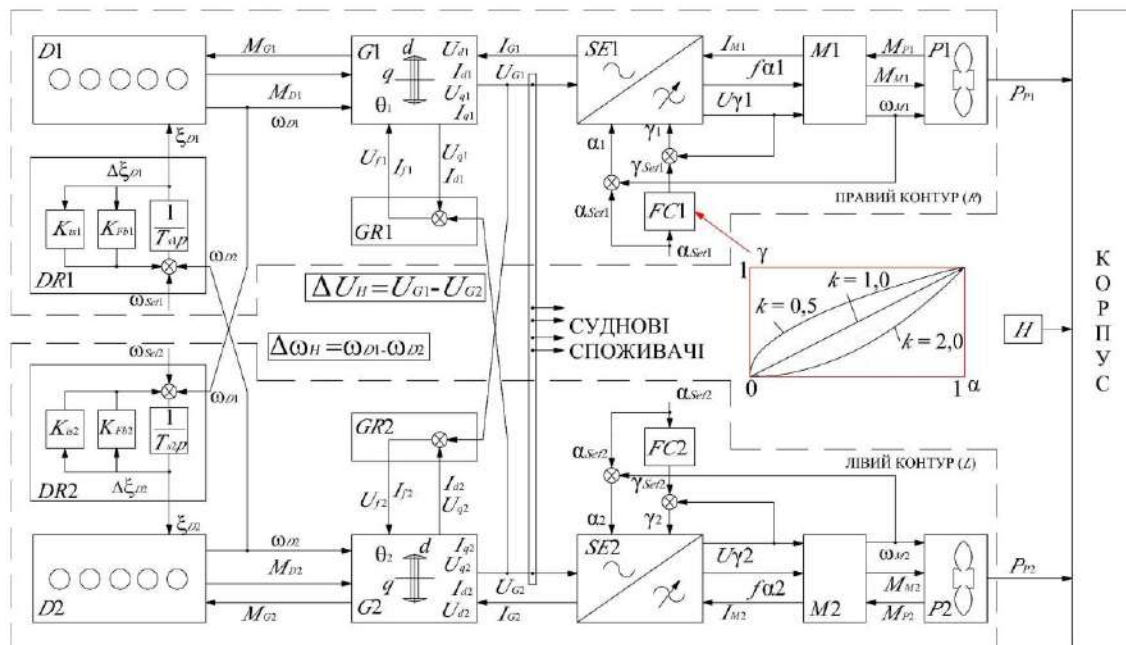 D1
M_G1
M_D1
ω_D1
G1
d
q
θ₁
U_d1
I_d1
U_q1
I_q1
I_G1
U_G1
SE1
I_M1
fα1
Uγ1
M1
M_P1
M_M1
ω_M1
P1
P_P1
ξ_D1
Δξ_D1
K_is1
K_Fb1
1
T_s1p
DR1
ω_D2
ω_Set1
U_f1
I_f1
U_q1
I_d1
GR1
α₁
γ₁
γ_Set1
α_Set1
FC1
α_Set1
ПРАВИЙ КОНТУР (R)
ΔU_H = U_G1 - U_G2
Δω_H = ω_D1 - ω_D2
СУДНОВІ
СПОЖИВАЧІ
γ
1
k = 0,5
k = 1,0
k = 2,0
0
1
α
H
КОРПУС
ω_Set2
ω_D1
K_is2
K_Fb2
1
T_s2p
DR2
Δξ_D2
ξ_D2
GR2
U_f2
I_f2
I_d2
U_q2
α_Set2
α_Set2
FC2
γ_Set2
α₂
γ₂
ЛІВИЙ КОНТУР (L)
D2
ω_D2
M_D2
M_G2
θ₂
d
q
G2
I_q2
U_q2
I_d2
U_d2
U_G2
I_G2
SE2
Uγ2
fα2
I_M2
M2
ω_M2
M_M2
M_P2
P2
P_P2